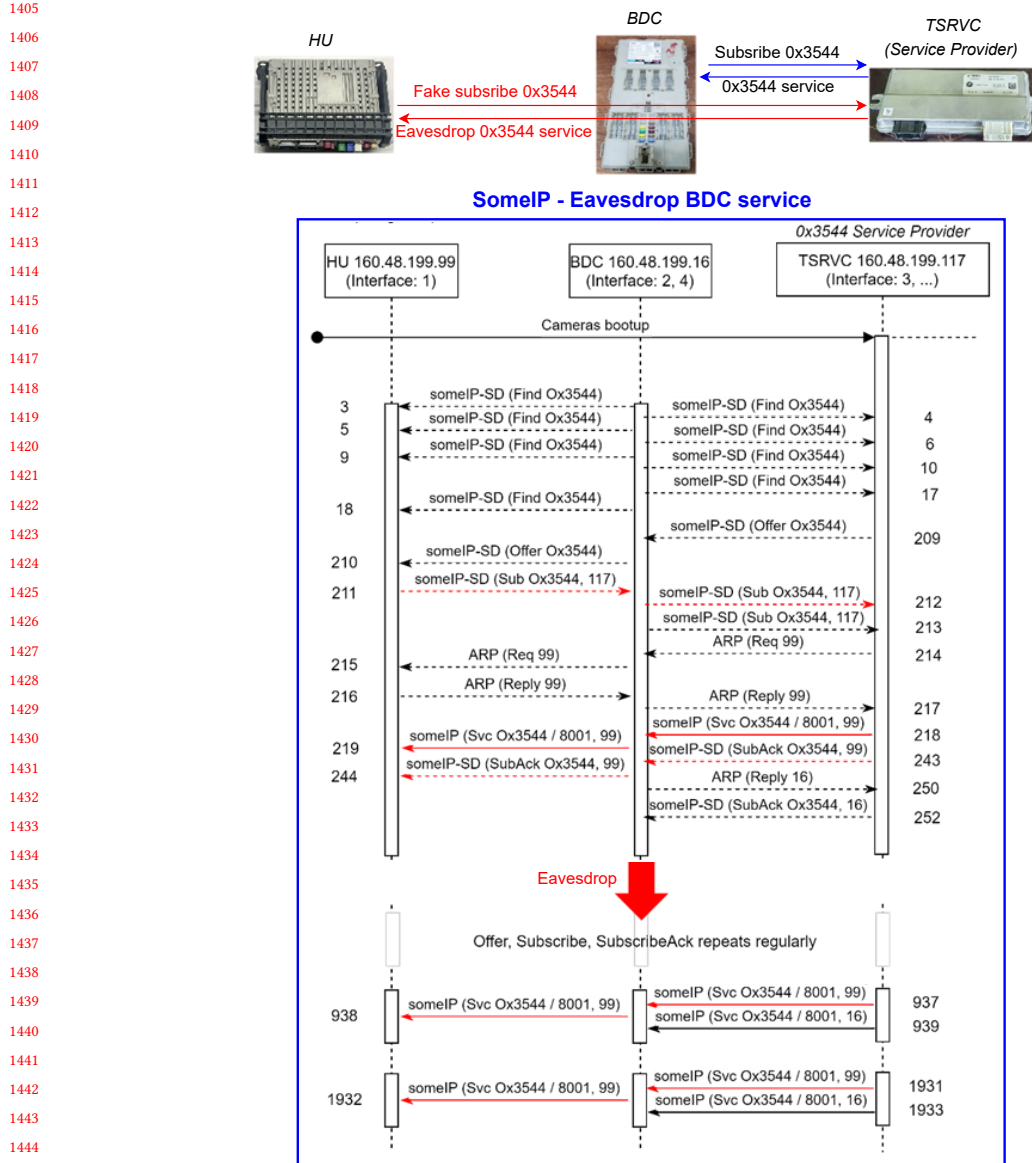 1405
1406
1407
1408
1409
1410
1411
1412
1413
1414
1415
1416
1417
1418
1419
1420
1421
1422
1423
1424
1425
1426
1427
1428
1429
1430
1431
1432
1433
1434
1435
1436
1437
1438
1439
1440
1441
1442
1443
1444
HU
BDC
TSRVC
(Service Provider)
Subsribe 0x3544
0x3544 service
Fake subsribe 0x3544
Eavesdrop 0x3544 service
SomeIP - Eavesdrop BDC service
0x3544 Service Provider
HU 160.48.199.99
(Interface: 1)
BDC 160.48.199.16
(Interface: 2, 4)
TSRVC 160.48.199.117
(Interface: 3, ...)
Cameras bootup
3 someIP-SD (Find Ox3544)
someIP-SD (Find Ox3544) 4
5 someIP-SD (Find Ox3544)
someIP-SD (Find Ox3544) 6
9 someIP-SD (Find Ox3544)
someIP-SD (Find Ox3544) 10
someIP-SD (Find Ox3544) 17
18 someIP-SD (Find Ox3544)
someIP-SD (Offer Ox3544) 209
210 someIP-SD (Offer Ox3544)
211 someIP-SD (Sub Ox3544, 117)
someIP-SD (Sub Ox3544, 117) 212
someIP-SD (Sub Ox3544, 117) 213
ARP (Req 99) 214
215 ARP (Req 99)
216 ARP (Reply 99)
ARP (Reply 99) 217
someIP (Svc Ox3544 / 8001, 99) 218
219 someIP (Svc Ox3544 / 8001, 99)
someIP-SD (SubAck Ox3544, 99) 243
244 someIP-SD (SubAck Ox3544, 99)
ARP (Reply 16) 250
someIP-SD (SubAck Ox3544, 16) 252
Eavesdrop
Offer, Subscribe, SubscribeAck repeats regularly
someIP (Svc Ox3544 / 8001, 99) 937
938 someIP (Svc Ox3544 / 8001, 99)
someIP (Svc Ox3544 / 8001, 16) 939
someIP (Svc Ox3544 / 8001, 99) 1931
1932 someIP (Svc Ox3544 / 8001, 99)
someIP (Svc Ox3544 / 8001, 16) 1933